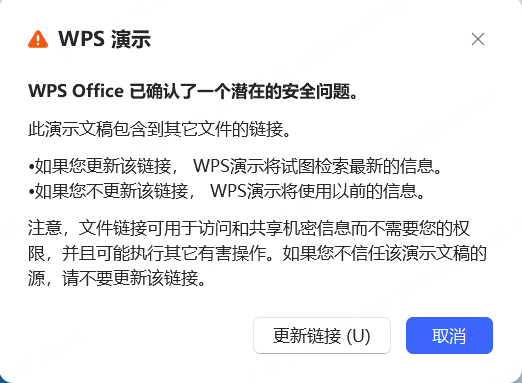 WPS 演示
WPS Office 已确认了一个潜在的安全问题。
此演示文稿包含到其它文件的链接。
•如果您更新该链接， WPS演示将试图检索最新的信息。
•如果您不更新该链接， WPS演示将使用以前的信息。
注意，文件链接可用于访问和共享机密信息而不需要您的权
限，并且可能执行其它有害操作。如果您不信任该演示文稿的
源，请不要更新该链接。
更新链接 (U)
取消